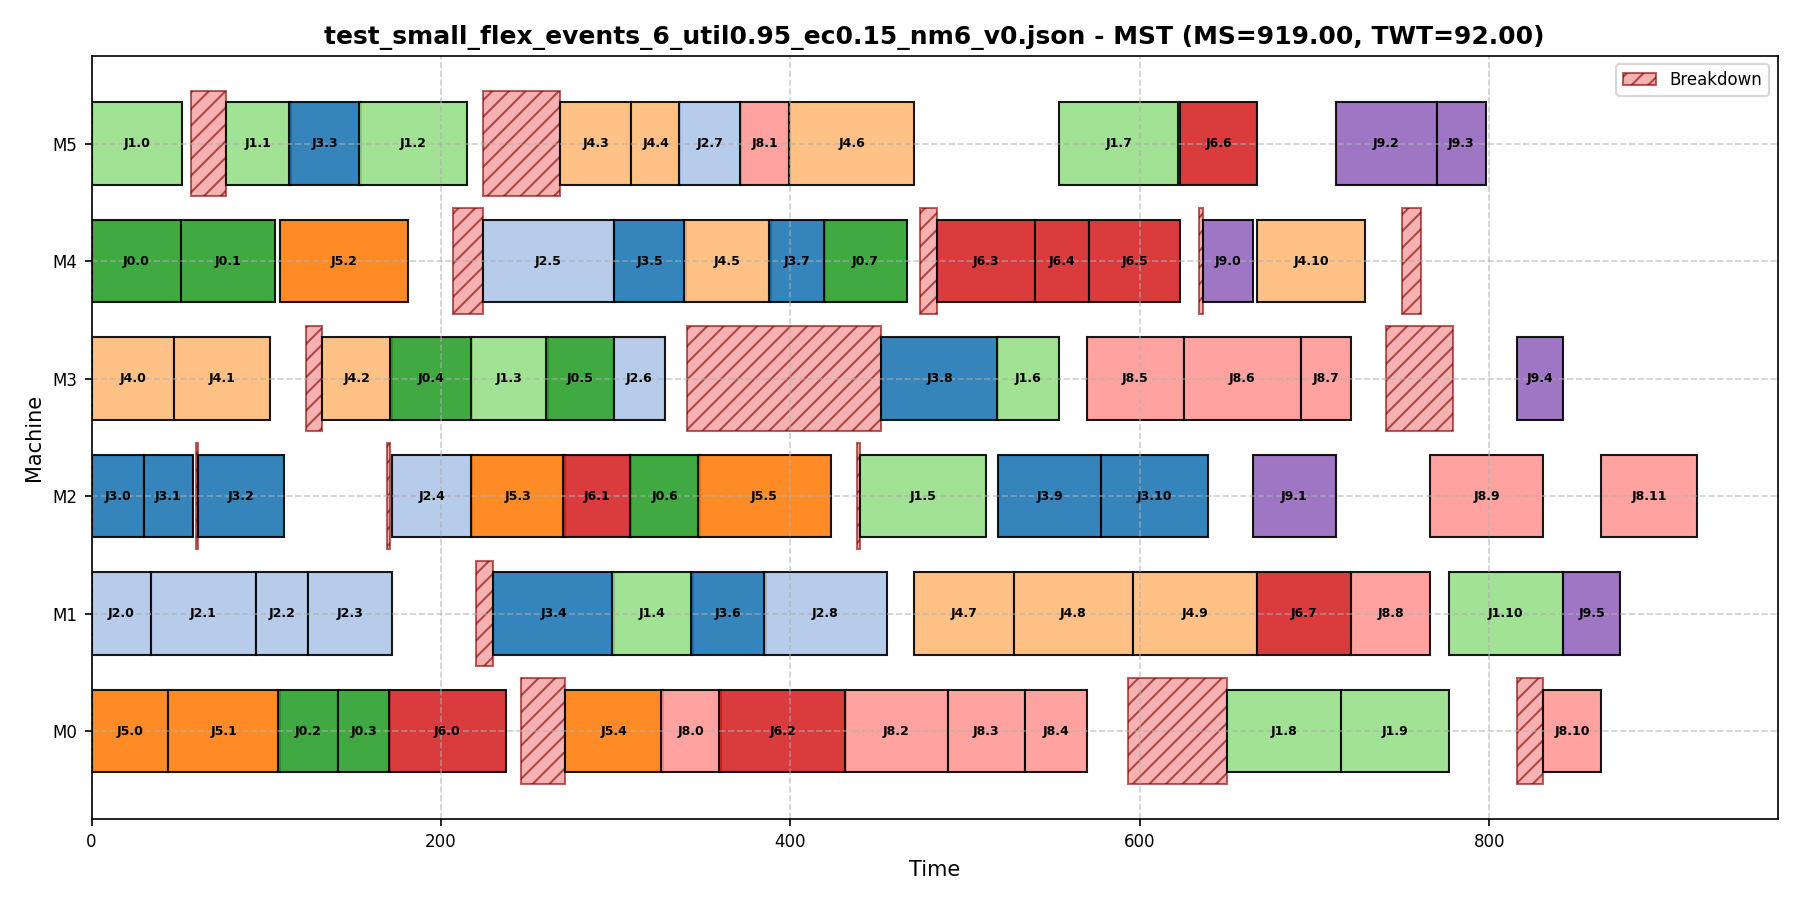 test_small_flex_events_6_util0.95_ec0.15_nm6_v0.json - MST (MS=919.00, TWT=92.00)
Breakdown
M5
J1.0 J1.1 J3.3 J1.2 J4.3 J4.4 J2.7 J8.1 J4.6 J1.7 J6.6 J9.2 J9.3
M4
J0.0 J0.1 J5.2 J2.5 J3.5 J4.5 J3.7 J0.7 J6.3 J6.4 J6.5 J9.0 J4.10
M3
J4.0 J4.1 J4.2 J0.4 J1.3 J0.5 J2.6 J3.8 J1.6 J8.5 J8.6 J8.7 J9.4
M2
J3.0 J3.1 J3.2 J2.4 J5.3 J6.1 J0.6 J5.5 J1.5 J3.9 J3.10 J9.1 J8.9 J8.11
M1
J2.0 J2.1 J2.2 J2.3 J3.4 J1.4 J3.6 J2.8 J4.7 J4.8 J4.9 J6.7 J8.8 J1.10 J9.5
M0
J5.0 J5.1 J0.2 J0.3 J6.0 J5.4 J8.0 J6.2 J8.2 J8.3 J8.4 J1.8 J1.9 J8.10
Machine
0 200 400 600 800
Time